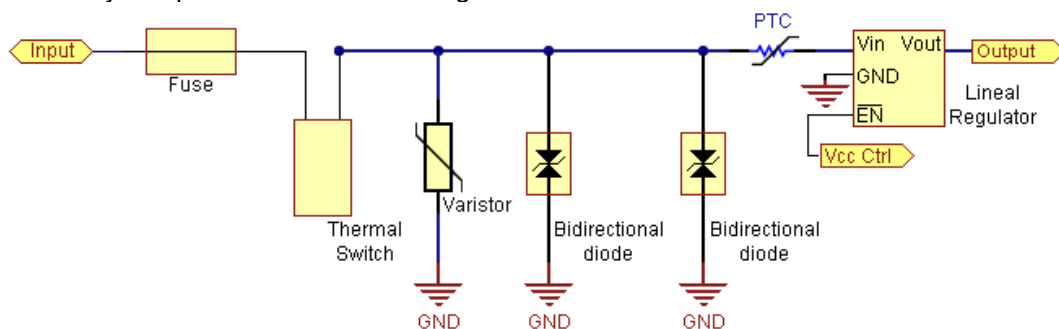 PTC
Input
Vin Vout
Output
Fuse
GND
Lineal
Regulator
EN
Vcc Ctrl
Varistor
Thermal
Switch
Bidirectional
diode
Bidirectional
diode
GND
GND
GND